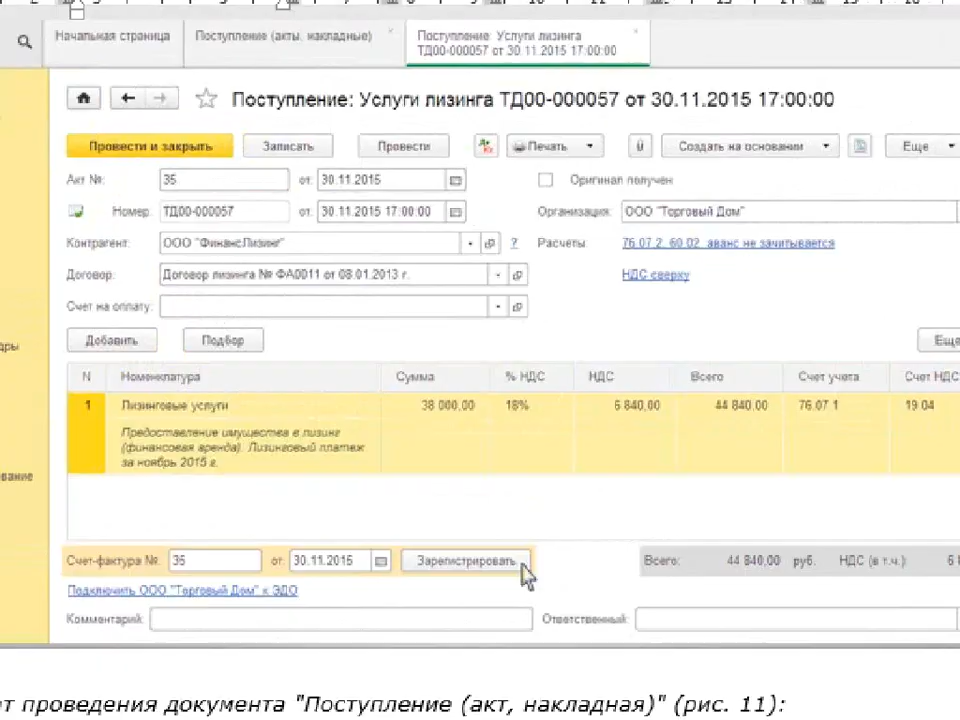 Начальная страница
Поступление (акты, накладные)
Поступление: Услуги лизинга
ТД00-000057 от 30.11.2015 17:00:00
Поступление: Услуги лизинга ТД00-000057 от 30.11.2015 17:00:00
Провести и закрыть Записать Провести Печать Создать на основании Еще
Акт №: 35 от: 30.11.2015 Оригинал получен
Номер: ТД00-000057 от: 30.11.2015 17:00:00 Организация: ООО "Торговый Дом"
Контрагент: ООО "ФинансЛизинг" ? Расчеты: 76.07.2, 60.02, аванс не зачитывается
Договор: Договор лизинга № ФА0011 от 08.01.2013 г. НДС сверху
Счет на оплату:
Добавить Подбор Еще
N Номенклатура Сумма % НДС НДС Всего Счет учета Счет НДС
1 Лизинговые услуги 38 000,00 18% 6 840,00 44 840,00 76.07.1 19.04
Предоставление имущества в лизинг
(финансовая аренда). Лизинговый платеж
за ноябрь 2015 г.
Счет-фактура №: 35 от: 30.11.2015 Зарегистрировать Всего: 44 840,00 руб. НДС (в т.ч.)
Подключить ООО "Торговый Дом" к ЭДО
Комментарий: Ответственный:
ат проведения документа "Поступление (акт, накладная)" (рис. 11):